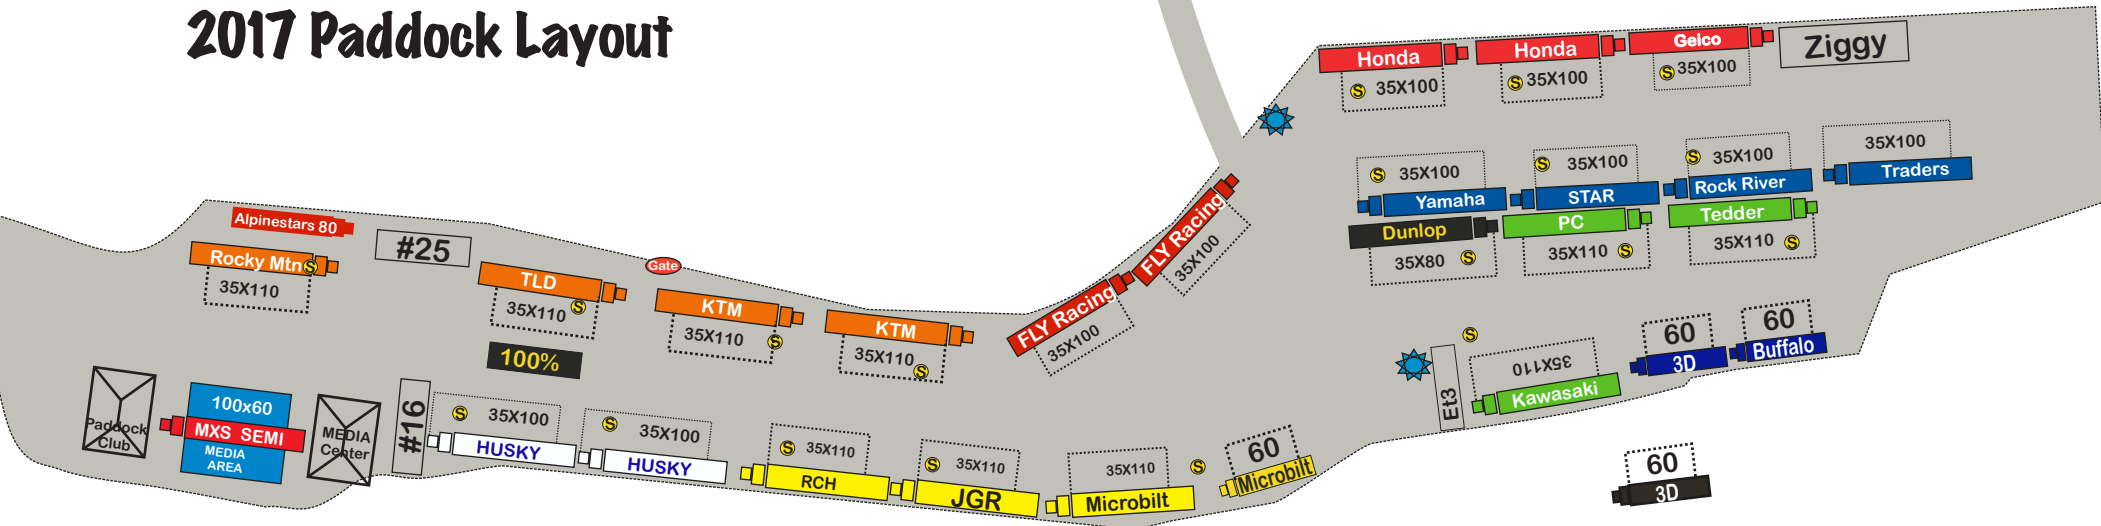 2017 Paddock Layout
Honda
S 35X100
Honda
S 35X100
Geico
S 35X100
Ziggy
S 35X100
Yamaha
S 35X100
STAR
S 35X100
Rock River
35X100
Traders
Dunlop
35X80 S
PC
35X110 S
Tedder
35X110 S
Alpinestars 80
Rocky Mtn S
35X110
#25
TLD
35X110 S
100%
Gate
KTM
35X110 S
KTM
35X110 S
FLY Racing
35X100
FLY Racing
35X100
S
Et3
35X110
Kawasaki
60
3D
60
Buffalo
Paddock
Club
100x60
MXS SEMI
MEDIA
AREA
MEDIA
Center
#16
S 35X100
HUSKY
S 35X100
HUSKY
S 35X110
RCH
S 35X110
JGR
35X110 S
Microbilt
60
Microbilt
60
3D